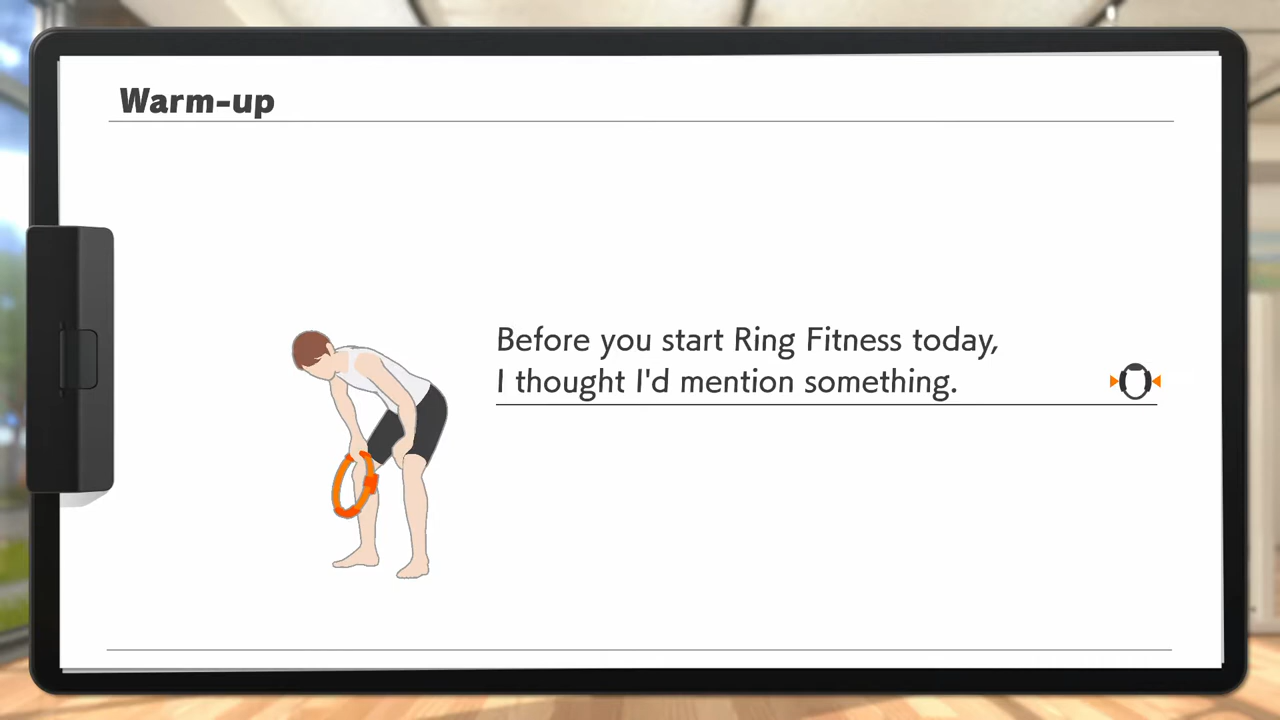 Warm-up
Before you start Ring Fitness today,
I thought I'd mention something.